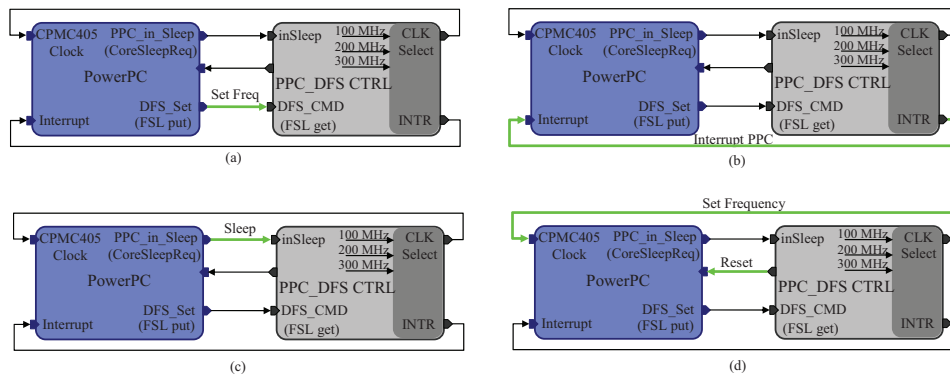 CPMC405 PPC_in_Sleep inSleep 100 MHz CLK
Clock (CoreSleepReq) 200 MHz Select
300 MHz
PowerPC PPC_DFS CTRL
Set Freq
DFS_Set DFS_CMD
Interrupt (FSL put) (FSL get) INTR
(a)
CPMC405 PPC_in_Sleep inSleep 100 MHz CLK
Clock (CoreSleepReq) 200 MHz Select
300 MHz
PowerPC PPC_DFS CTRL
DFS_Set DFS_CMD
Interrupt (FSL put) (FSL get) INTR
Interrupt PPC
(b)
Sleep
CPMC405 PPC_in_Sleep inSleep 100 MHz CLK
Clock (CoreSleepReq) 200 MHz Select
300 MHz
PowerPC PPC_DFS CTRL
DFS_Set DFS_CMD
Interrupt (FSL put) (FSL get) INTR
(c)
Set Frequency
CPMC405 PPC_in_Sleep inSleep 100 MHz CLK
Clock (CoreSleepReq) 200 MHz Select
Reset 300 MHz
PowerPC PPC_DFS CTRL
DFS_Set DFS_CMD
Interrupt (FSL put) (FSL get) INTR
(d)